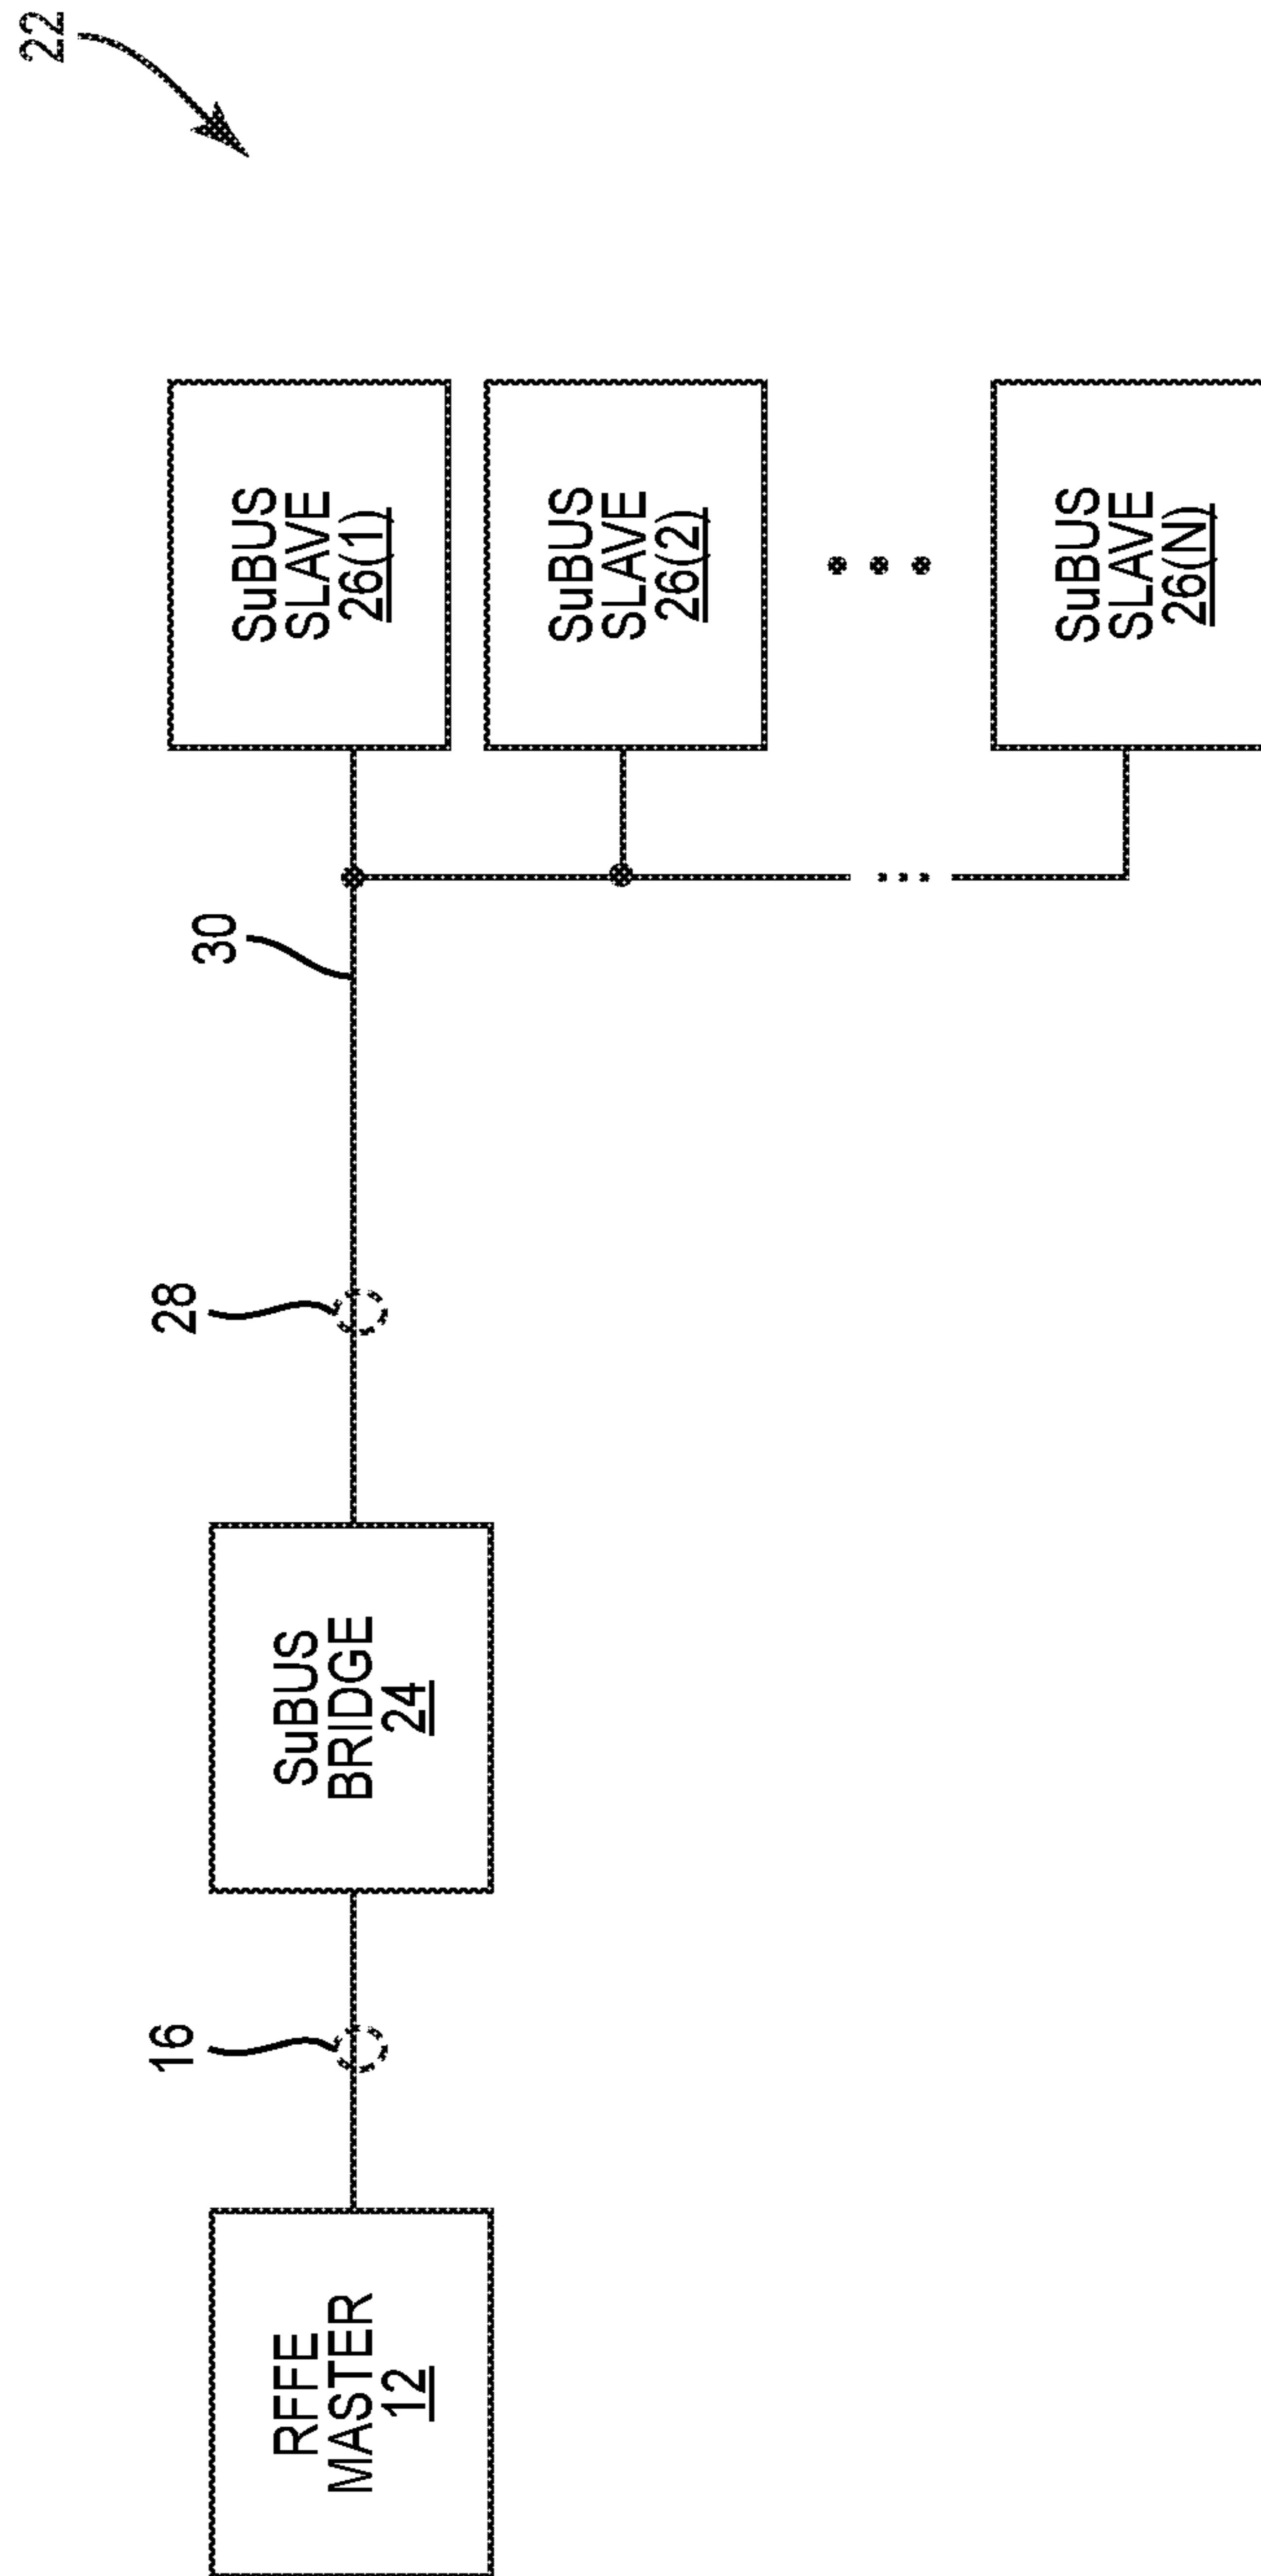 22
SuBUS
SLAVE
26(1)
SuBUS
SLAVE
26(2)
SuBUS
SLAVE
26(N)
30
28
SuBUS
BRIDGE
24
16
RFFE
MASTER
12